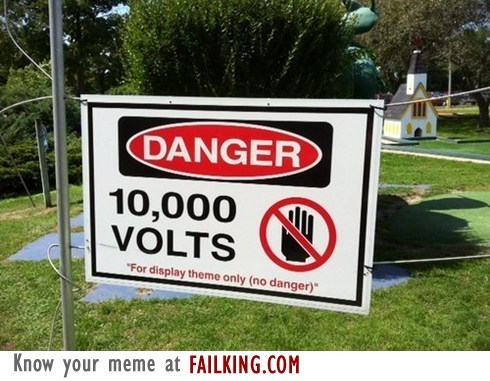 DANGER
10,000
VOLTS
"For display theme only (no danger)"
Know your meme at FAILKING.COM